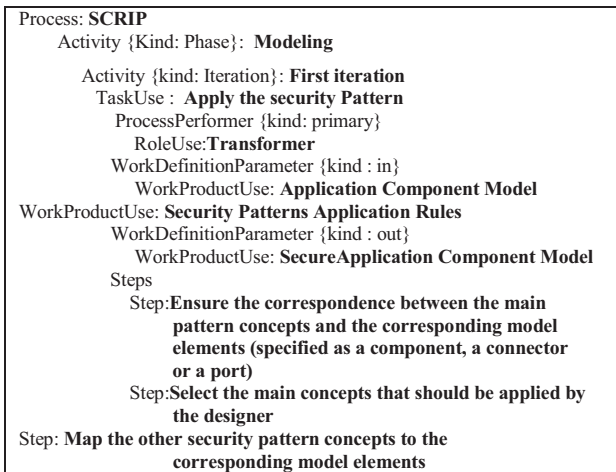 Process: SCRIP
Activity {Kind: Phase}: Modeling
Activity {kind: Iteration}: First iteration
TaskUse : Apply the security Pattern
ProcessPerformer {kind: primary}
RoleUse:Transformer
WorkDefinitionParameter {kind : in}
WorkProductUse: Application Component Model
WorkProductUse: Security Patterns Application Rules
WorkDefinitionParameter {kind : out}
WorkProductUse: SecureApplication Component Model
Steps
Step:Ensure the correspondence between the main
pattern concepts and the corresponding model
elements (specified as a component, a connector
or a port)
Step:Select the main concepts that should be applied by
the designer
Step: Map the other security pattern concepts to the
corresponding model elements